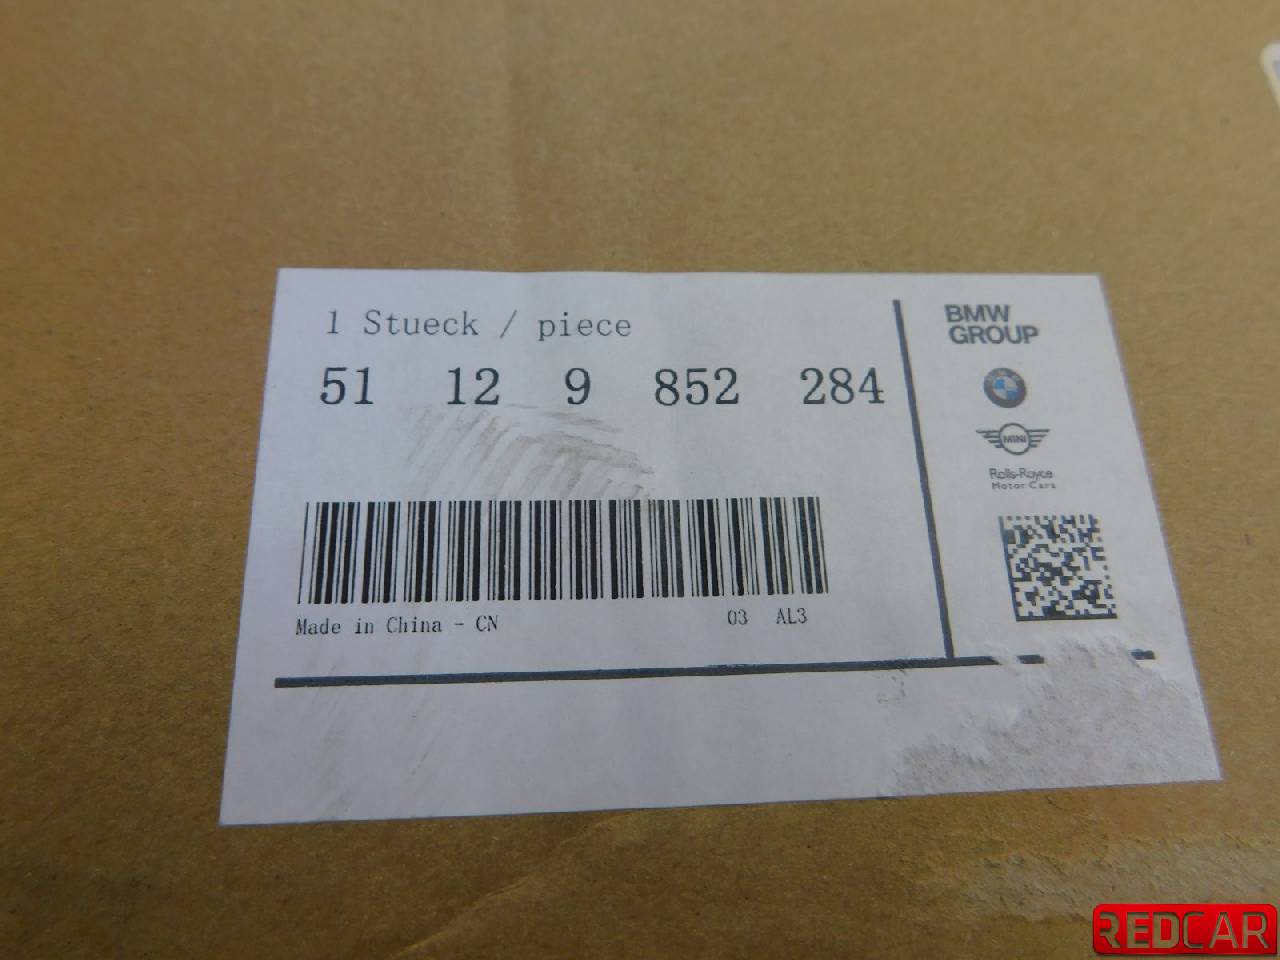 1 Stueck / piece
51 12 9 852 284
Made in China - CN 03 AL3
BMW
GROUP
MINI
Rolls-Royce
Motor Cars
REDCAR